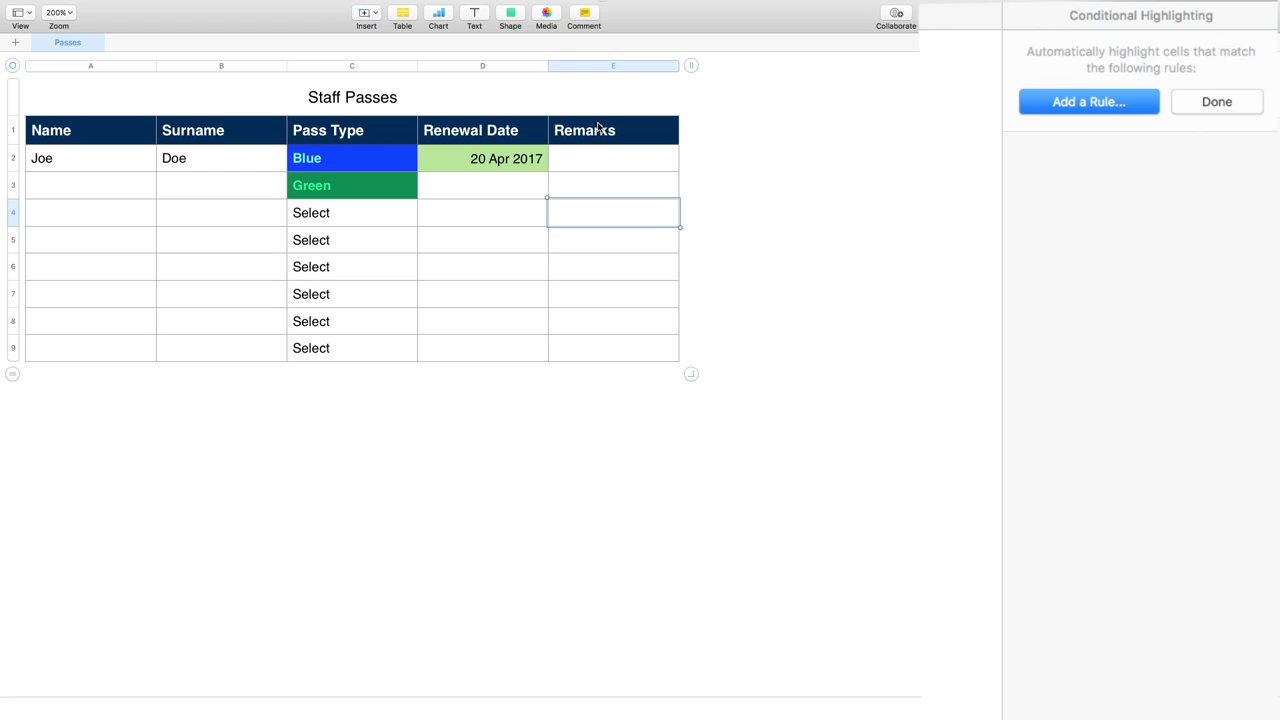 View
200%
Zoom
Insert
Table
Chart
Text
Shape
Media
Comment
Collaborate
Conditional Highlighting
Automatically highlight cells that match
the following rules:
Add a Rule... Done
Passes
A B C D E
Staff Passes
1 Name Surname Pass Type Renewal Date Remarks
2 Joe Doe Blue 20 Apr 2017
3 Green
4 Select
5 Select
6 Select
7 Select
8 Select
9 Select